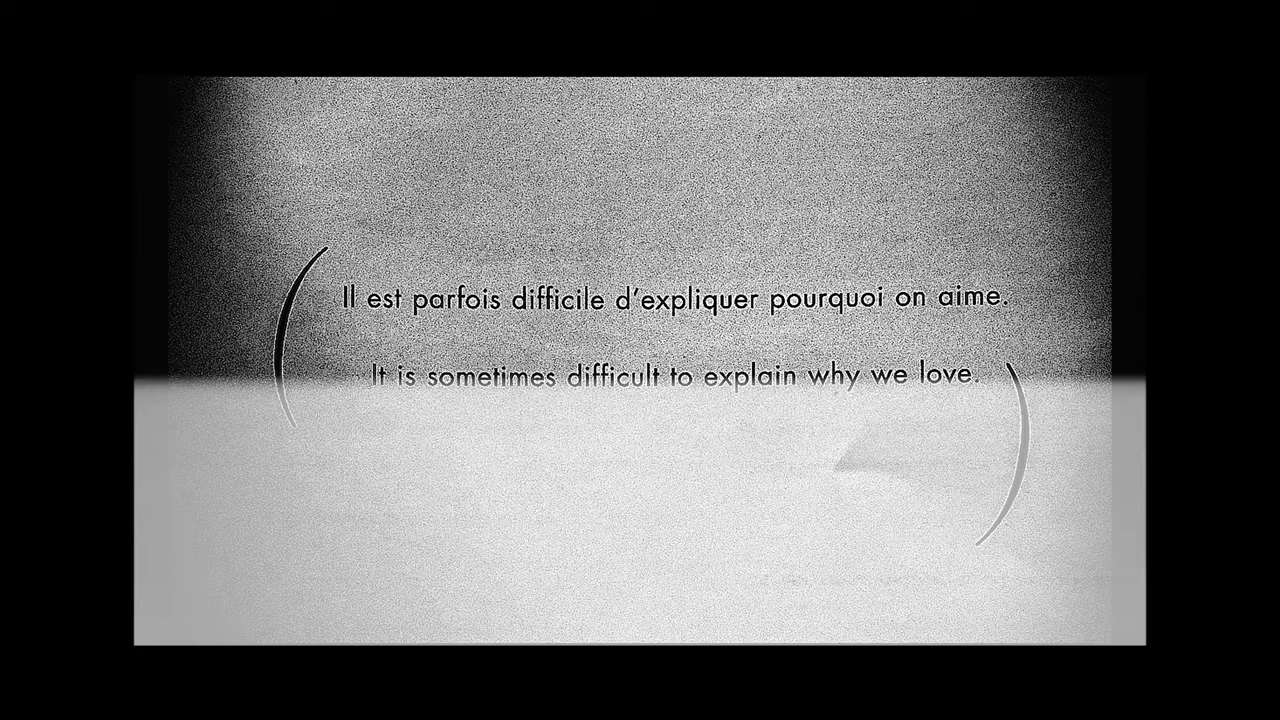 ( Il est parfois difficile d’expliquer pourquoi on aime.
It is sometimes difficult to explain why we love. )